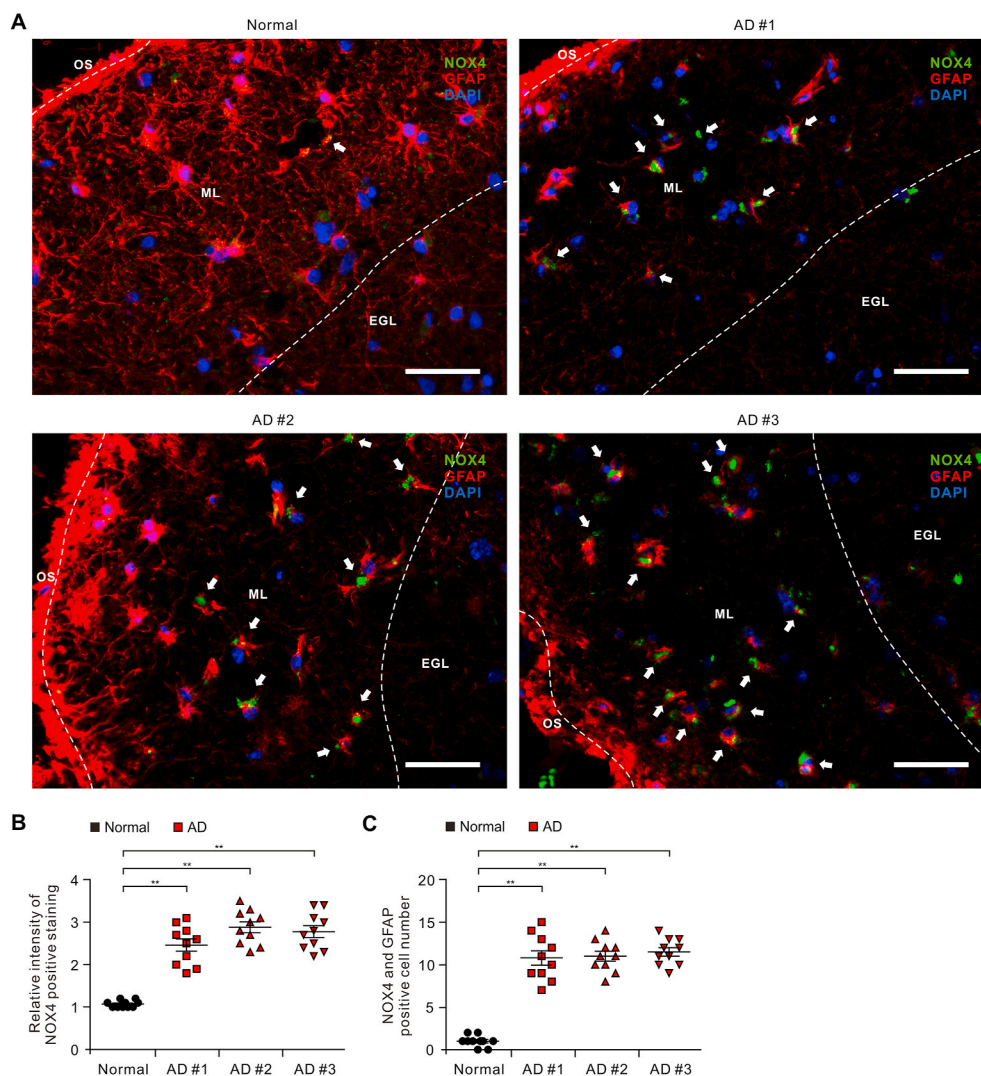 A
Normal
AD #1
OS
NOX4
GFAP
DAPI
ML
EGL
OS
NOX4
GFAP
DAPI
ML
EGL
AD #2
AD #3
NOX4
GFAP
DAPI
OS
ML
EGL
NOX4
GFAP
DAPI
EGL
ML
OS
B
Normal
AD
**
**
**
Relative intensity of
NOX4 positive staining
4
3
2
1
0
Normal
AD #1
AD #2
AD #3
C
Normal
AD
**
**
**
NOX4 and GFAP
positive cell number
20
15
10
5
0
Normal
AD #1
AD #2
AD #3